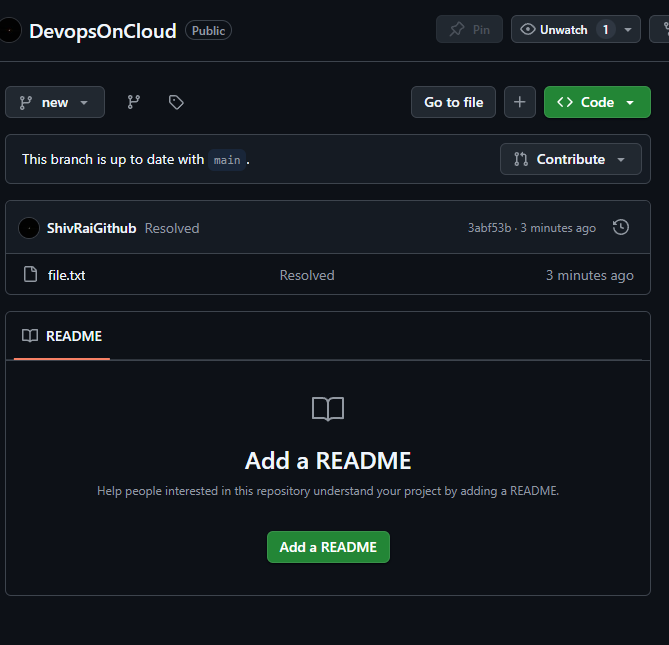 DevopsOnCloud Public Pin Unwatch 1
new Go to file Code
This branch is up to date with main. Contribute
ShivRaiGithub Resolved 3abf53b · 3 minutes ago
file.txt Resolved 3 minutes ago
README
Add a README
Help people interested in this repository understand your project by adding a README.
Add a README